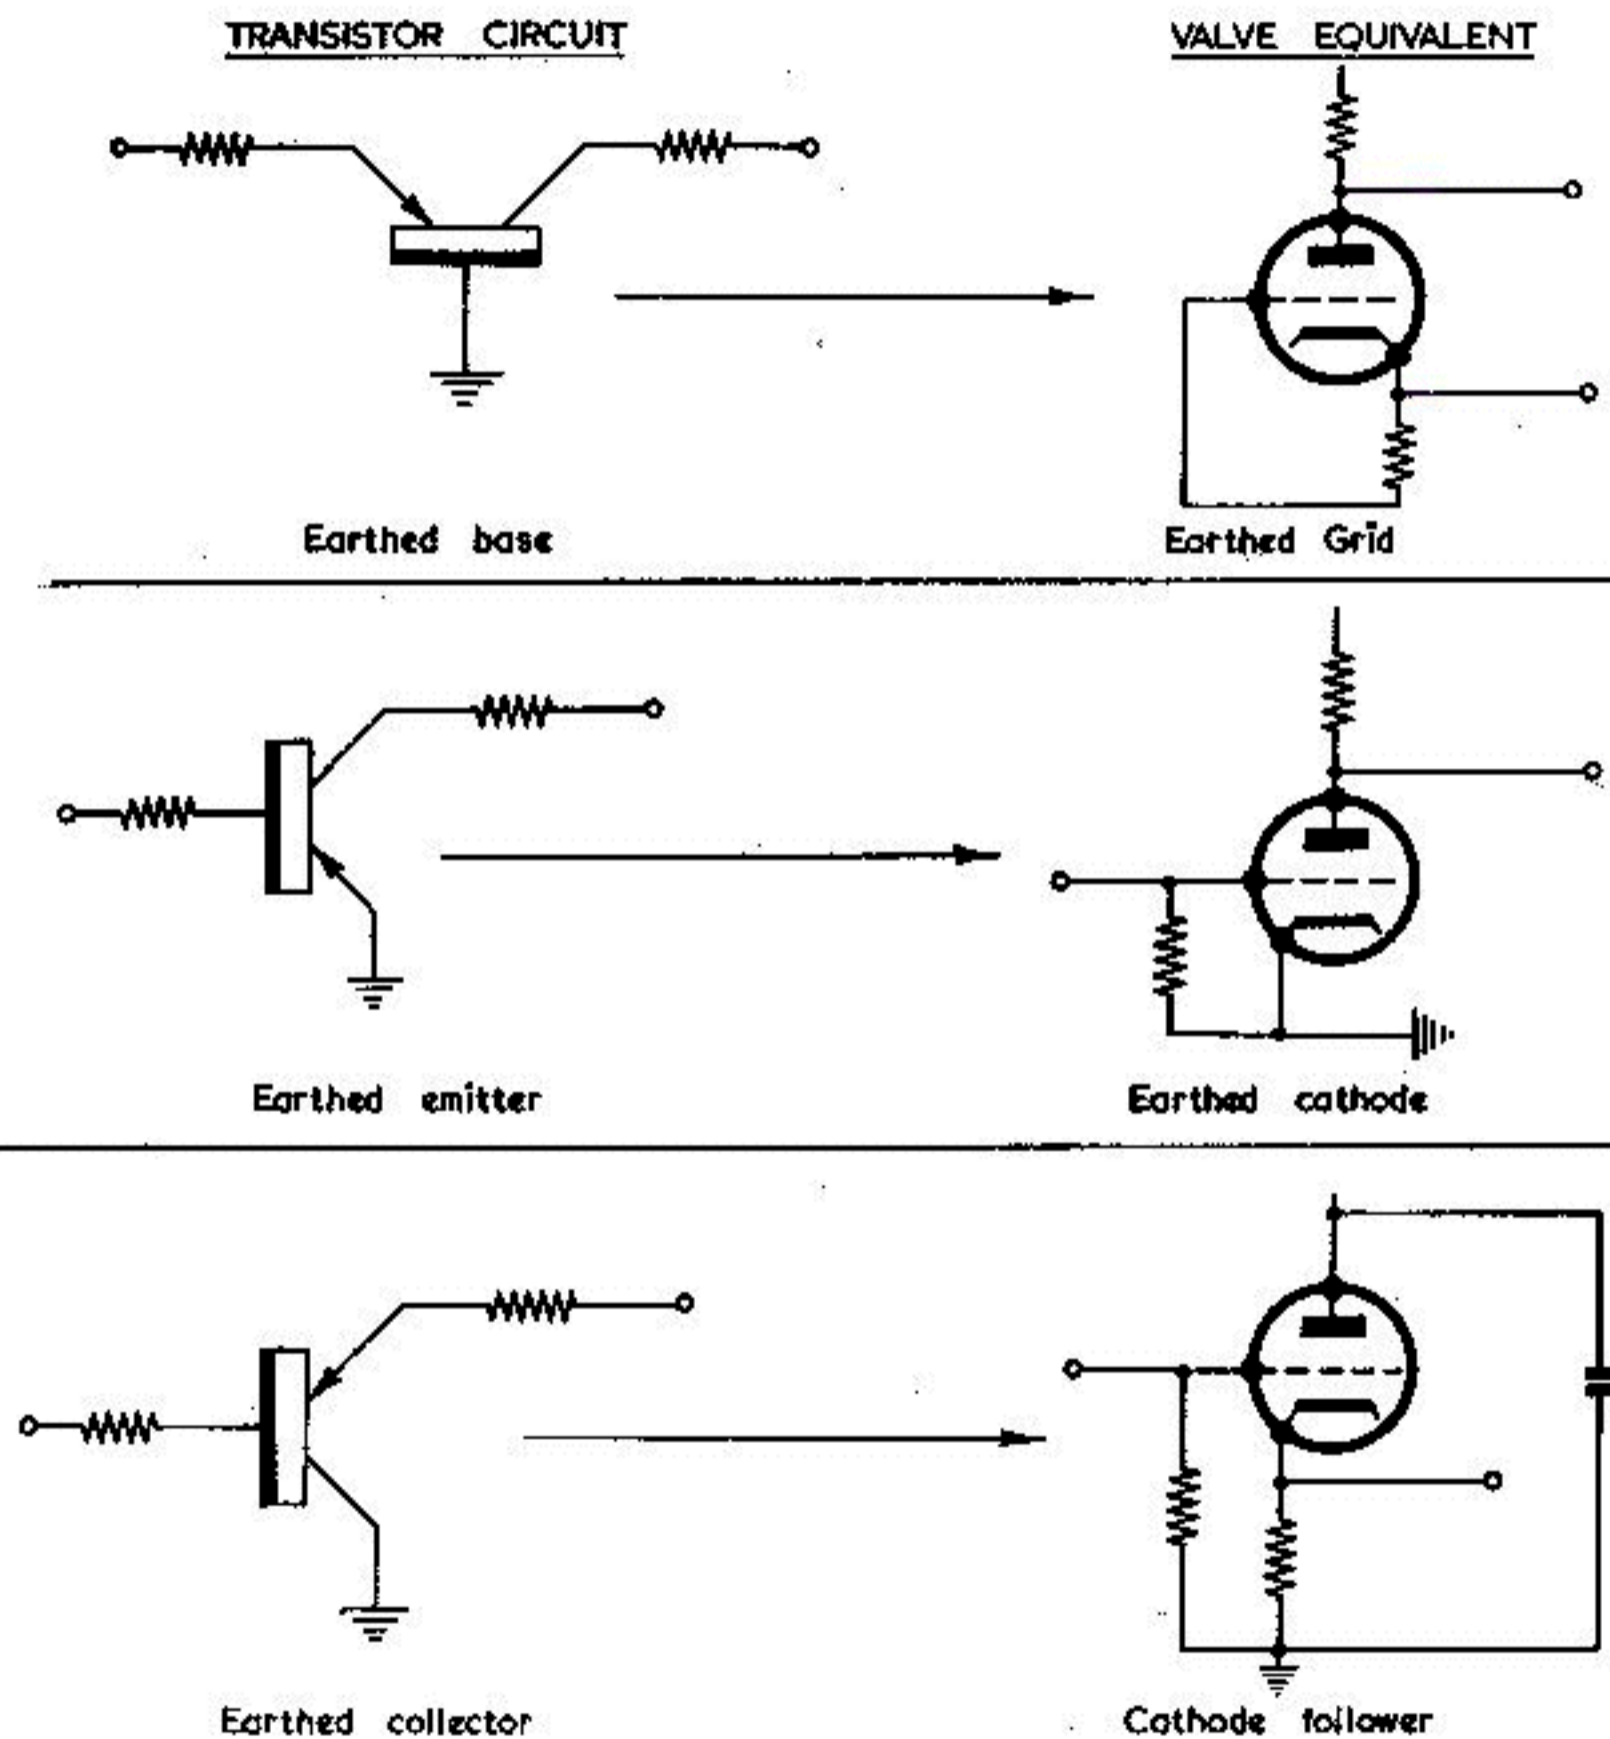 TRANSISTOR CIRCUIT
VALVE EQUIVALENT
Earthed base
Earthed Grid
Earthed emitter
Earthed cathode
Earthed collector
Cathode follower